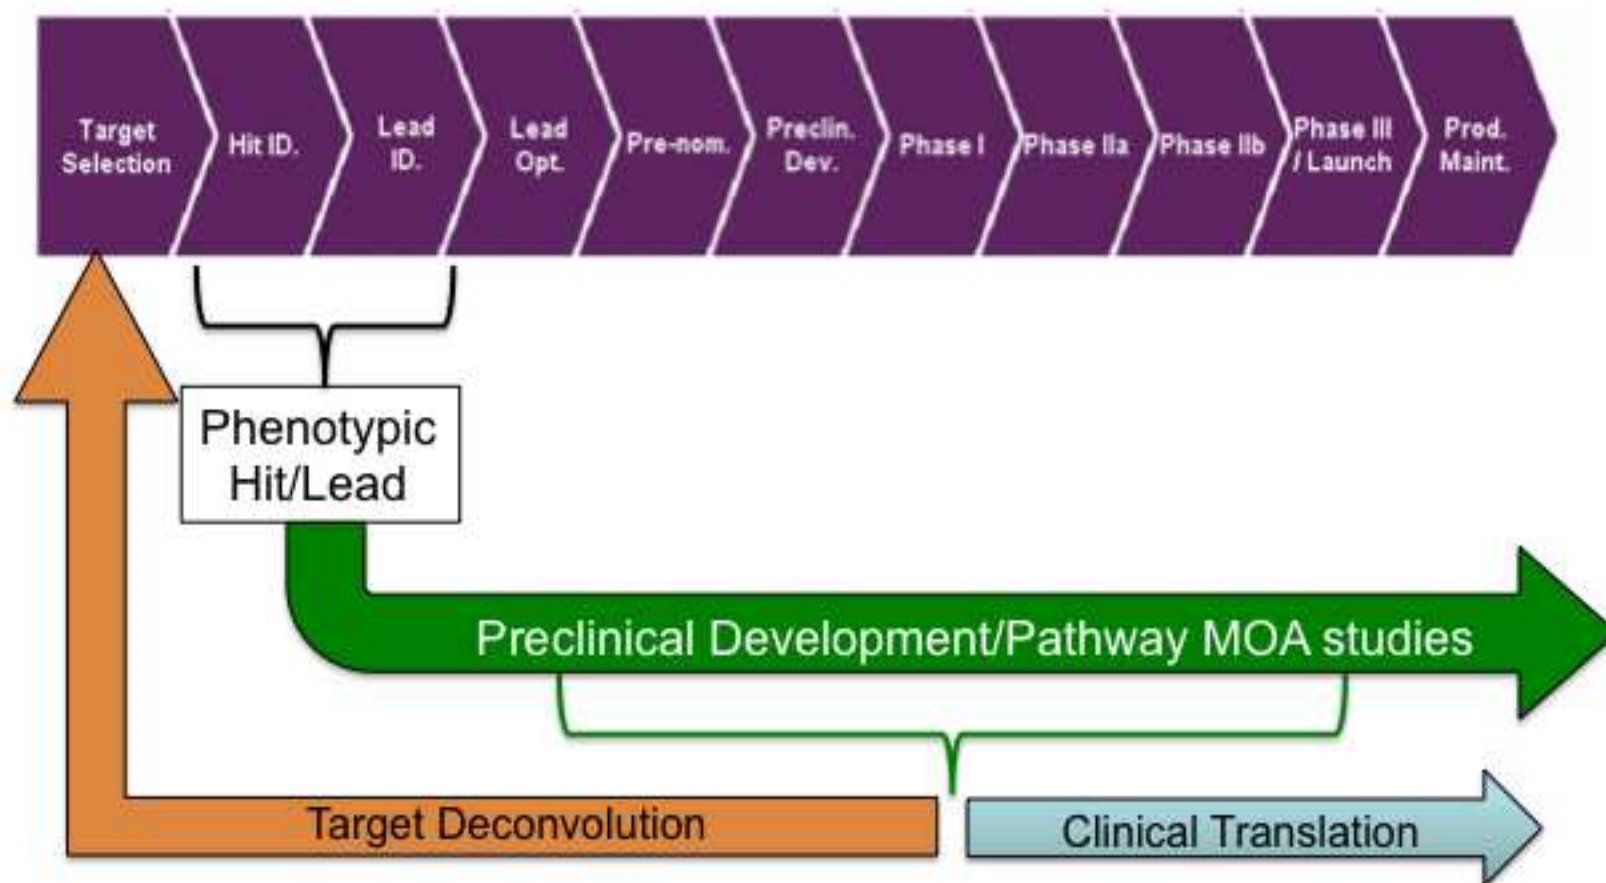 Target
Selection
Hit ID.
Lead
ID.
Lead
Opt.
Pre-nom.
Preclin.
Dev.
Phase I
Phase IIa
Phase IIb
Phase III
/ Launch
Prod.
Maint.
Phenotypic
Hit/Lead
Preclinical Development/Pathway MOA studies
Target Deconvolution
Clinical Translation